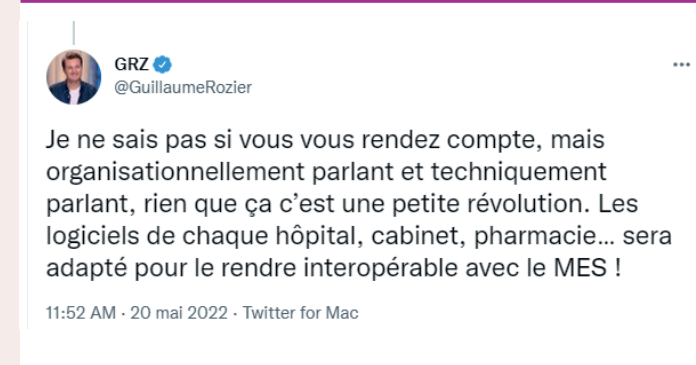 GRZ
@GuillaumeRozier
Je ne sais pas si vous vous rendez compte, mais
organisationnellement parlant et techniquement
parlant, rien que ça c’est une petite révolution. Les
logiciels de chaque hôpital, cabinet, pharmacie… sera
adapté pour le rendre interopérable avec le MES !
11:52 AM · 20 mai 2022 · Twitter for Mac